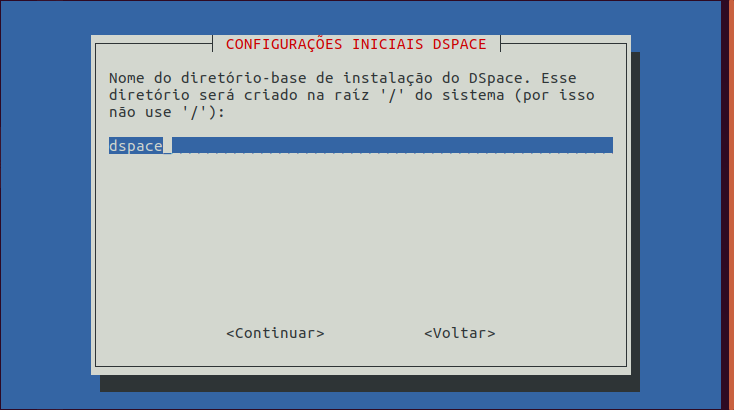 CONFIGURAÇÕES INICIAIS DSPACE
Nome do diretório-base de instalação do DSpace. Esse
diretório será criado na raíz '/' do sistema (por isso
não use '/'):
dspace
<Continuar> <Voltar>